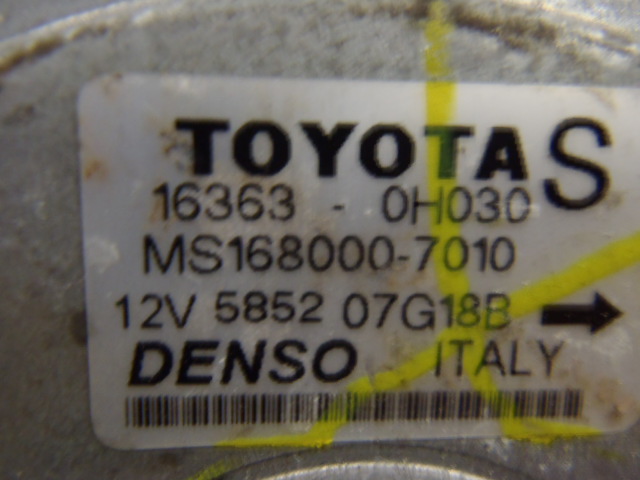 TOYOTA S
16363 - 0H030
MS168000-7010
12V 5852 07G18B
DENSO ITALY